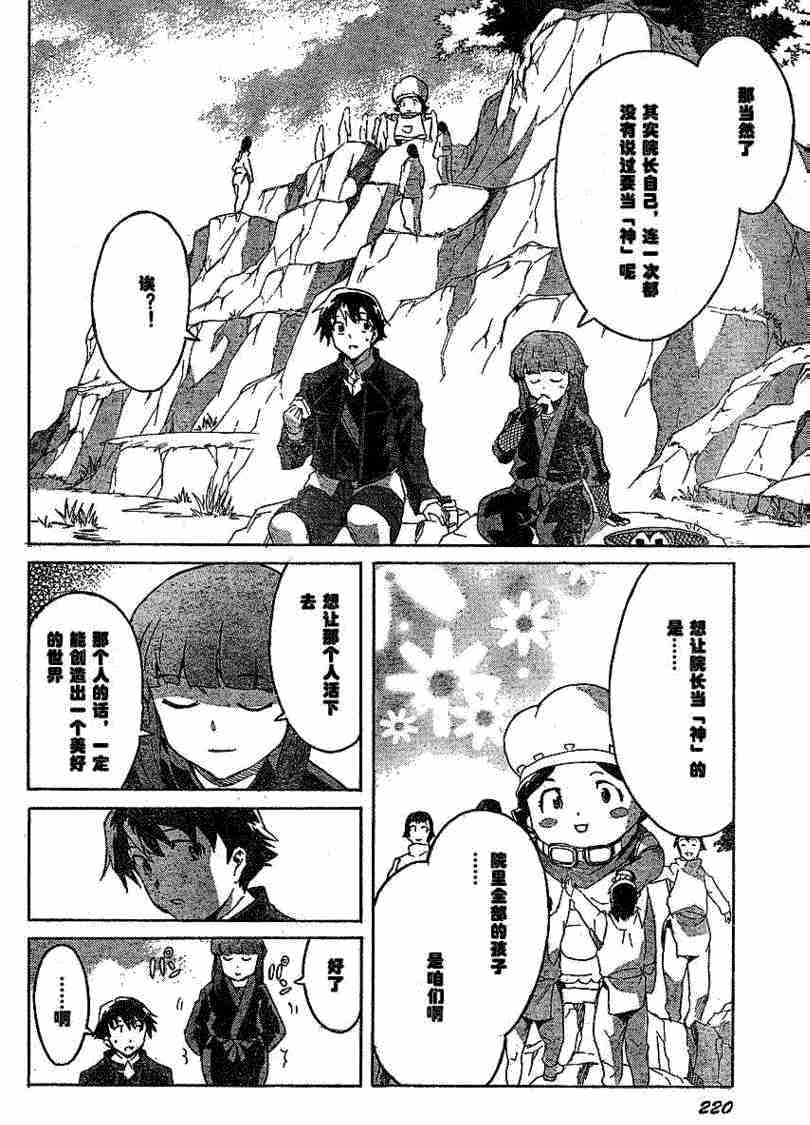 那当然了
其实院长自己，连一次都
没有说过要当「神」呢
诶？！
想让院长当「神」的
是……
院里全部的孩子
……
是咱们啊
想让那个人活下
去
那个人的话，一定
能创造出一个美好
的世界
好了
……啊
220